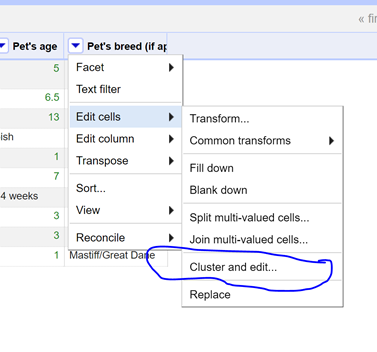 « fir
Pet's age
Pet's breed (if ap
5
6.5
13
ish
1
7
4 weeks
3
3
1
Mastiff/Great Dane
Facet
Text filter
Edit cells
Edit column
Transpose
Sort...
View
Reconcile
Transform...
Common transforms
Fill down
Blank down
Split multi-valued cells...
Join multi-valued cells...
Cluster and edit...
Replace